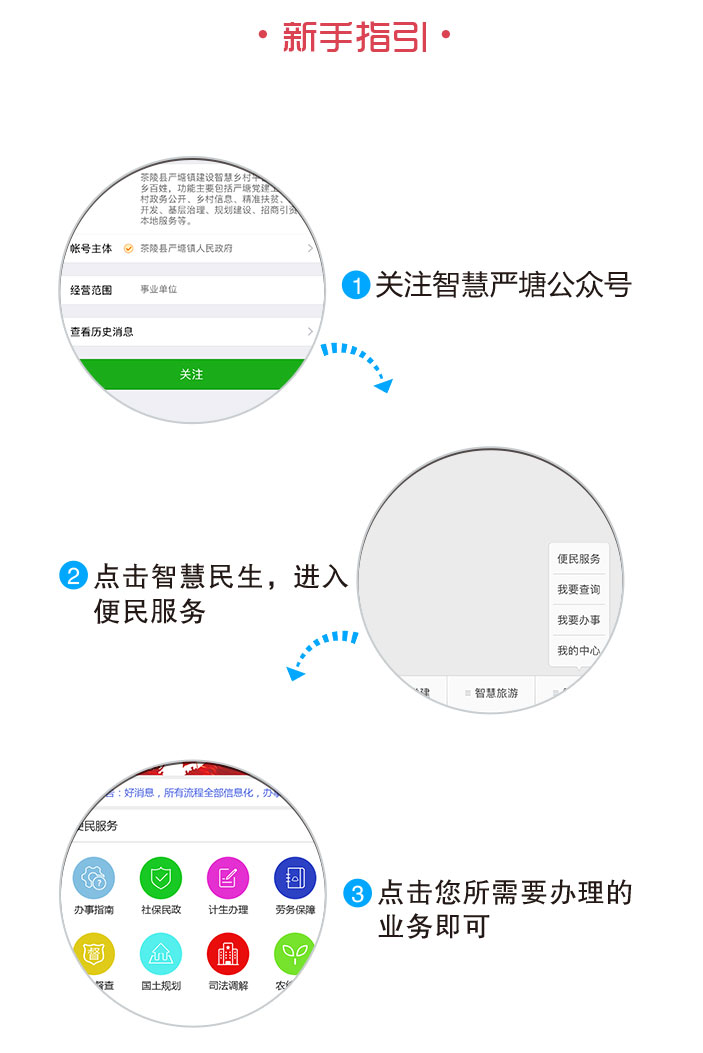 • 新手指引 •
茶陵县严塘镇建设智慧乡村平
乡百姓，功能主要包括严塘党建
村政务公开、乡村信息、精准扶贫、
开发、基层治理、规划建设、招商引资
本地服务等。
帐号主体 茶陵县严塘镇人民政府
经营范围 事业单位
查看历史消息
关注
1 关注智慧严塘公众号
便民服务
我要查询
我要办事
我的中心
建 智慧旅游
2 点击智慧民生，进入
便民服务
告：好消息，所有流程全部信息化，办事
便民服务
办事指南 社保民政 计生办理 劳务保障
督
督查 国土规划 司法调解 农
3 点击您所需要办理的
业务即可